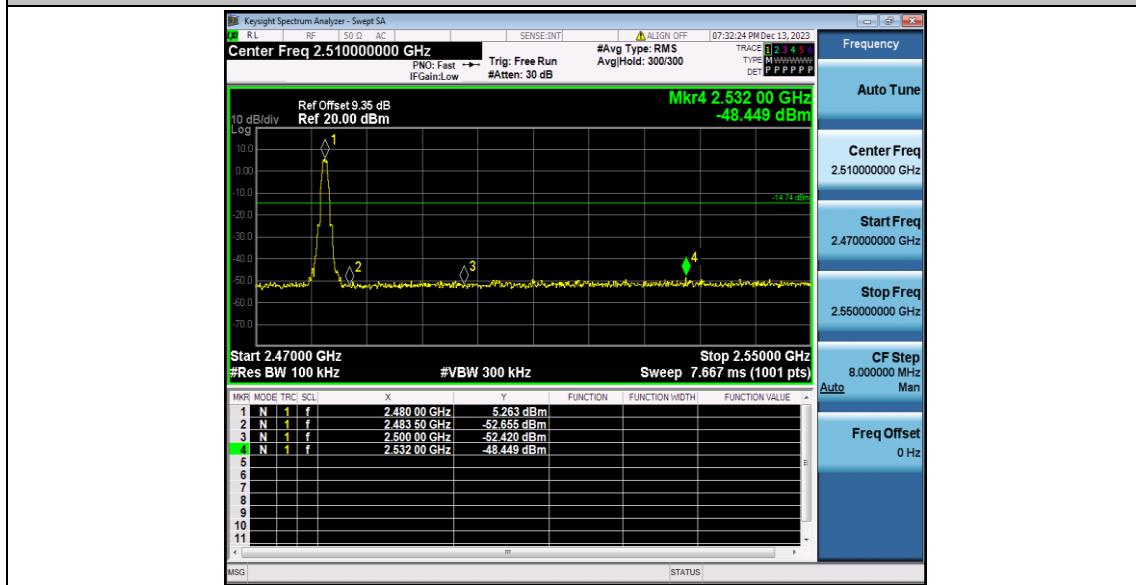 Keysight Spectrum Analyzer - Swept SA
RL RF 50 Ω AC SENSE:INT ALIGN OFF 07:32:24 PM Dec 13, 2023
Center Freq 2.510000000 GHz
PNO: Fast
IFGain:Low
Trig: Free Run
#Atten: 30 dB
#Avg Type: RMS
Avg|Hold: 300/300
TRACE 1 2 3 4 5 6
TYPE M WWWWW
DET P P P P P P
Frequency
Auto Tune
Center Freq
2.510000000 GHz
Start Freq
2.470000000 GHz
Stop Freq
2.550000000 GHz
CF Step
8.000000 MHz
Auto Man
Freq Offset
0 Hz
Mkr4 2.532 00 GHz
-48.449 dBm
Ref Offset 9.35 dB
10 dB/div Ref 20.00 dBm
Log
10.0
0.00
-10.0
-20.0
-30.0
-40.0
-50.0
-60.0
-70.0
1
2
3
4
-14.74 dBm
Start 2.47000 GHz Stop 2.55000 GHz
#Res BW 100 kHz #VBW 300 kHz Sweep 7.667 ms (1001 pts)
MKR MODE TRC SCL X Y FUNCTION FUNCTION WIDTH FUNCTION VALUE
1 N 1 f 2.480 00 GHz 5.263 dBm
2 N 1 f 2.483 50 GHz -52.655 dBm
3 N 1 f 2.500 00 GHz -52.420 dBm
4 N 1 f 2.532 00 GHz -48.449 dBm
5
6
7
8
9
10
11
MSG STATUS